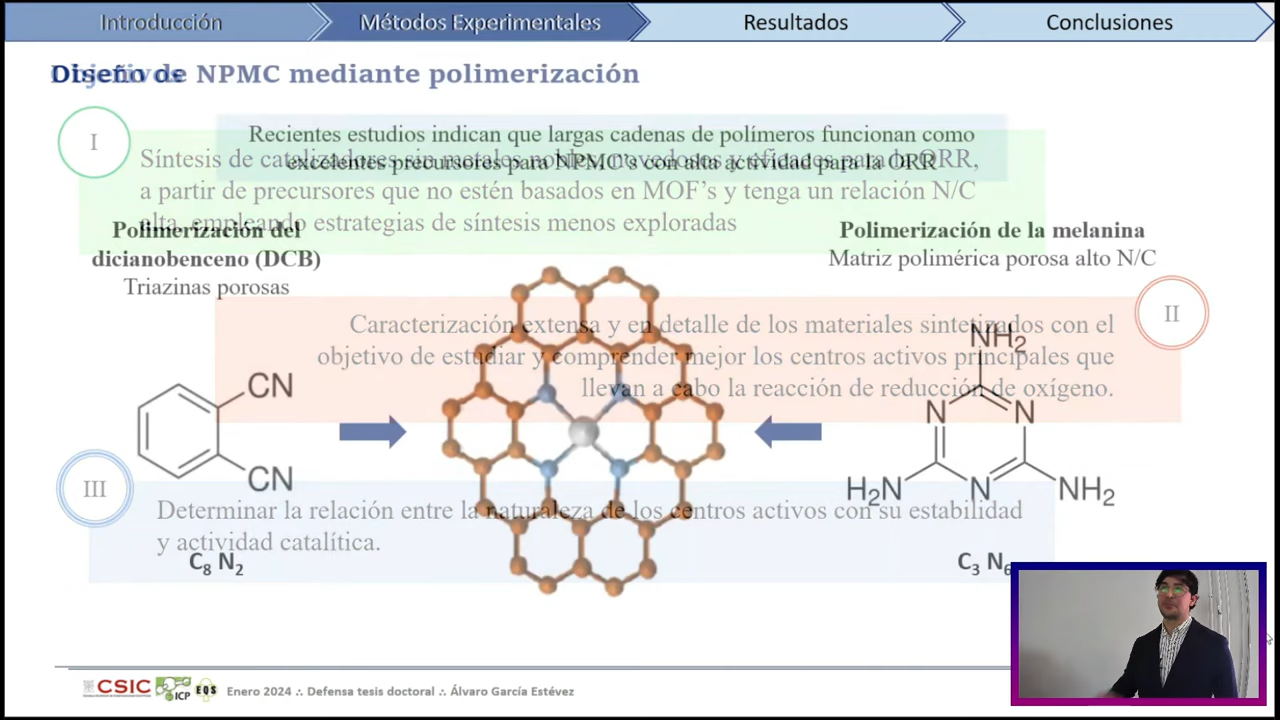 Introducción
Métodos Experimentales
Resultados
Conclusiones
Objetivos
Diseño de NPMC mediante polimerización
I
Recientes estudios indican que largas cadenas de polímeros funcionan como
excelentes precursores para NPMC's con alta actividad para la ORR
Síntesis de catalizadores sin metales nobles, novedosos y eficaces para la ORR,
a partir de precursores que no estén basados en MOF's y tenga un relación N/C
alta, empleando estrategias de síntesis menos exploradas
Polimerización del
dicianobenceno (DCB)
Triazinas porosas
Polimerización de la melanina
Matriz polimérica porosa alto N/C
II
Caracterización extensa y en detalle de los materiales sintetizados con el
objetivo de estudiar y comprender mejor los centros activos principales que
llevan a cabo la reacción de reducción de oxígeno.
CN
CN
NH2
N
N
H2N
N
NH2
III
Determinar la relación entre la naturaleza de los centros activos con su estabilidad
y actividad catalítica.
C8 N2
C3 N6
CSIC
ICP
EQS
Enero 2024 ∴ Defensa tesis doctoral ∴ Álvaro García Estévez